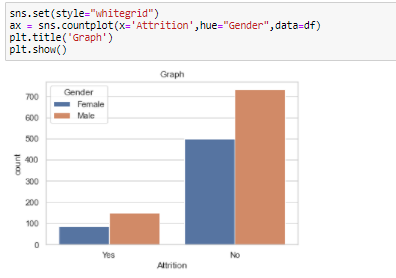 sns.set(style="whitegrid")
ax = sns.countplot(x='Attrition',hue="Gender",data=df)
plt.title('Graph')
plt.show()
Graph
Gender
Female
Male
700
600
500
400
300
200
100
0
count
Yes
No
Attrition